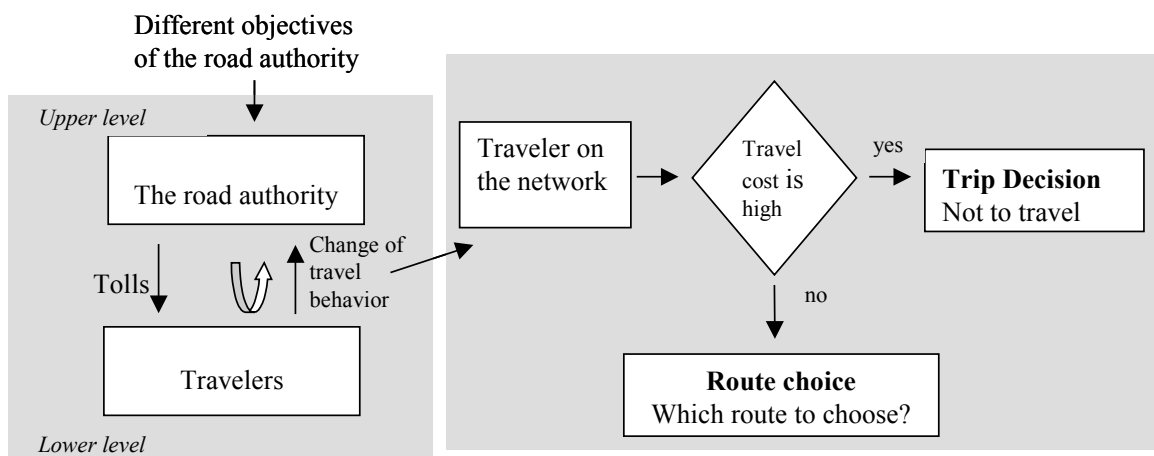 Different objectives
of the road authority
Upper level
The road authority
Tolls
Change of
travel
behavior
Travelers
Lower level
Traveler on
the network
Travel
cost is
high
yes
Trip Decision
Not to travel
no
Route choice
Which route to choose?